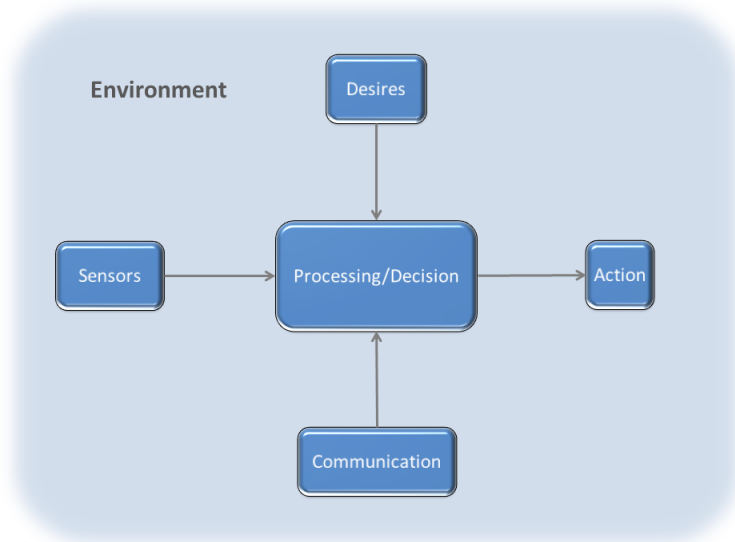 Environment
Desires
Sensors
Processing/Decision
Action
Communication